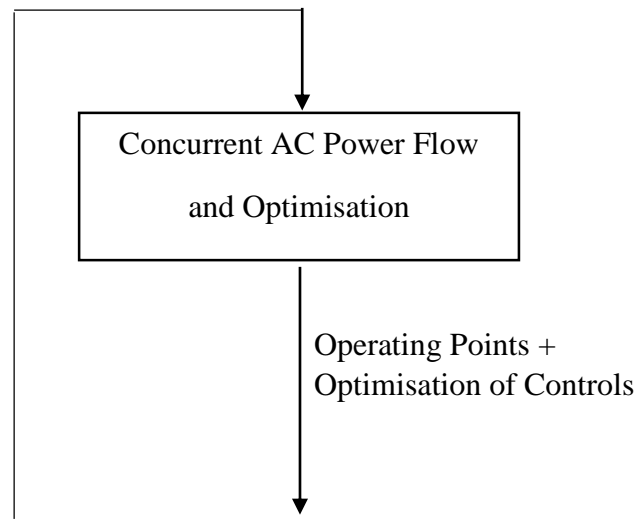 Concurrent AC Power Flow
and Optimisation
Operating Points +
Optimisation of Controls